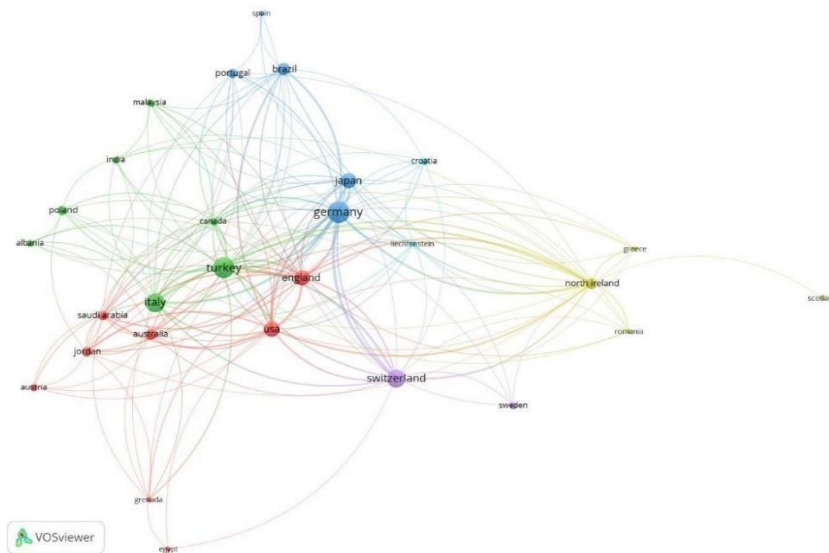 spain
portugal
brazil
malaysia
india
croatia
japan
poland
canada
germany
albania
liechtenstein
greece
turkey
england
north ireland
italy
saudi arabia
usa
australia
romania
jordan
switzerland
austria
sweden
grenada
egypt
VOSviewer